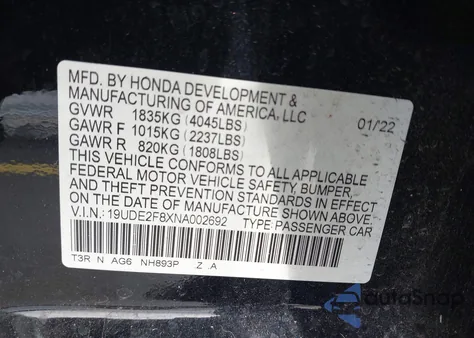 MFD. BY HONDA DEVELOPMENT &
MANUFACTURING OF AMERICA, LLC
GVWR 1835KG (4045LBS) 01/22
GAWR F 1015KG (2237LBS)
GAWR R 820KG (1808LBS)
THIS VEHICLE CONFORMS TO ALL APPLICABLE
FEDERAL MOTOR VEHICLE SAFETY, BUMPER,
AND THEFT PREVENTION STANDARDS IN EFFECT
ON THE DATE OF MANUFACTURE SHOWN ABOVE.
V.I.N.: 19UDE2F8XNA002692 TYPE: PASSENGER CAR
T3R N AG6 NH893P Z .A
AutoSnap